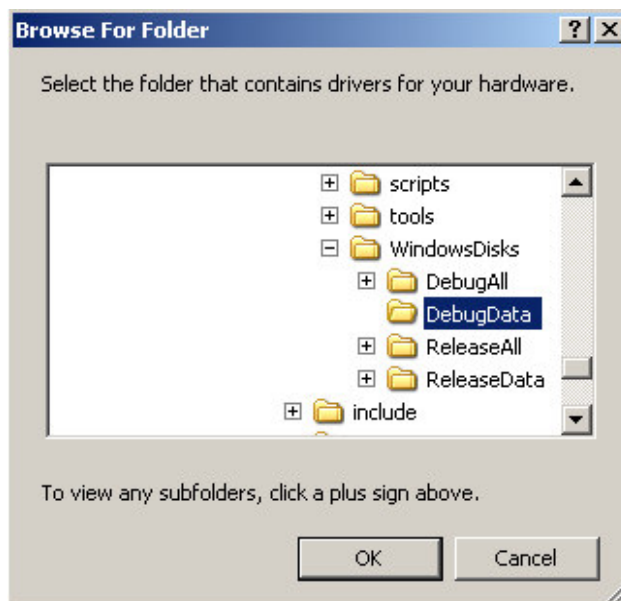 Browse For Folder
Select the folder that contains drivers for your hardware.
scripts
tools
WindowsDisks
DebugAll
DebugData
ReleaseAll
ReleaseData
include
To view any subfolders, click a plus sign above.
OK
Cancel